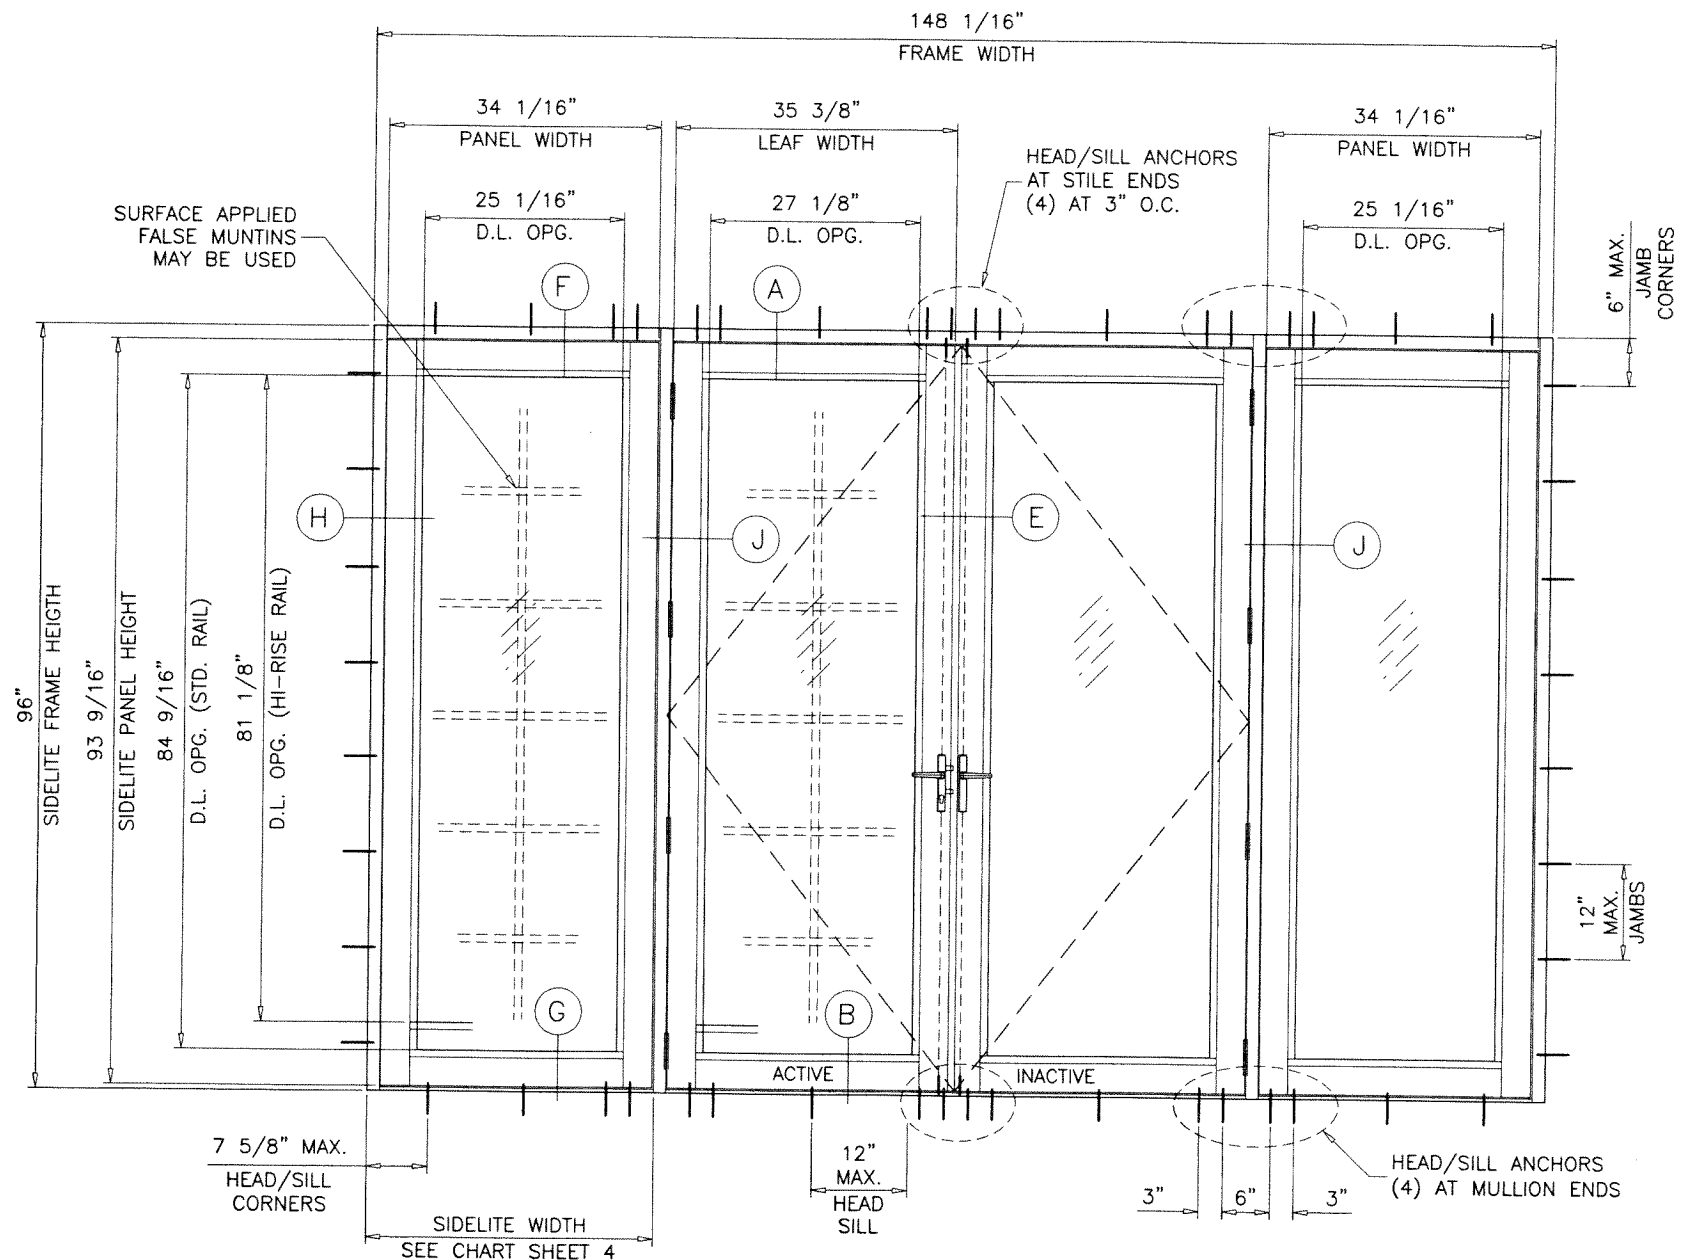 148 1/16"
FRAME WIDTH
34 1/16"
PANEL WIDTH
35 3/8"
LEAF WIDTH
34 1/16"
PANEL WIDTH
HEAD/SILL ANCHORS
AT STILE ENDS
(4) AT 3" O.C.
25 1/16"
D.L. OPG.
27 1/8"
D.L. OPG.
25 1/16"
D.L. OPG.
SURFACE APPLIED
FALSE MUNTINS
MAY BE USED
6" MAX.
JAMB
CORNERS
F
A
H
J
E
J
96"
SIDELITE FRAME HEIGTH
93 9/16"
SIDELITE PANEL HEIGHT
84 9/16"
D.L. OPG. (STD. RAIL)
81 1/8"
D.L. OPG. (HI-RISE RAIL)
12"
MAX.
JAMBS
G
B
ACTIVE
INACTIVE
7 5/8" MAX.
HEAD/SILL
CORNERS
12"
MAX.
HEAD
SILL
3"
6"
3"
HEAD/SILL ANCHORS
(4) AT MULLION ENDS
SIDELITE WIDTH
SEE CHART SHEET 4